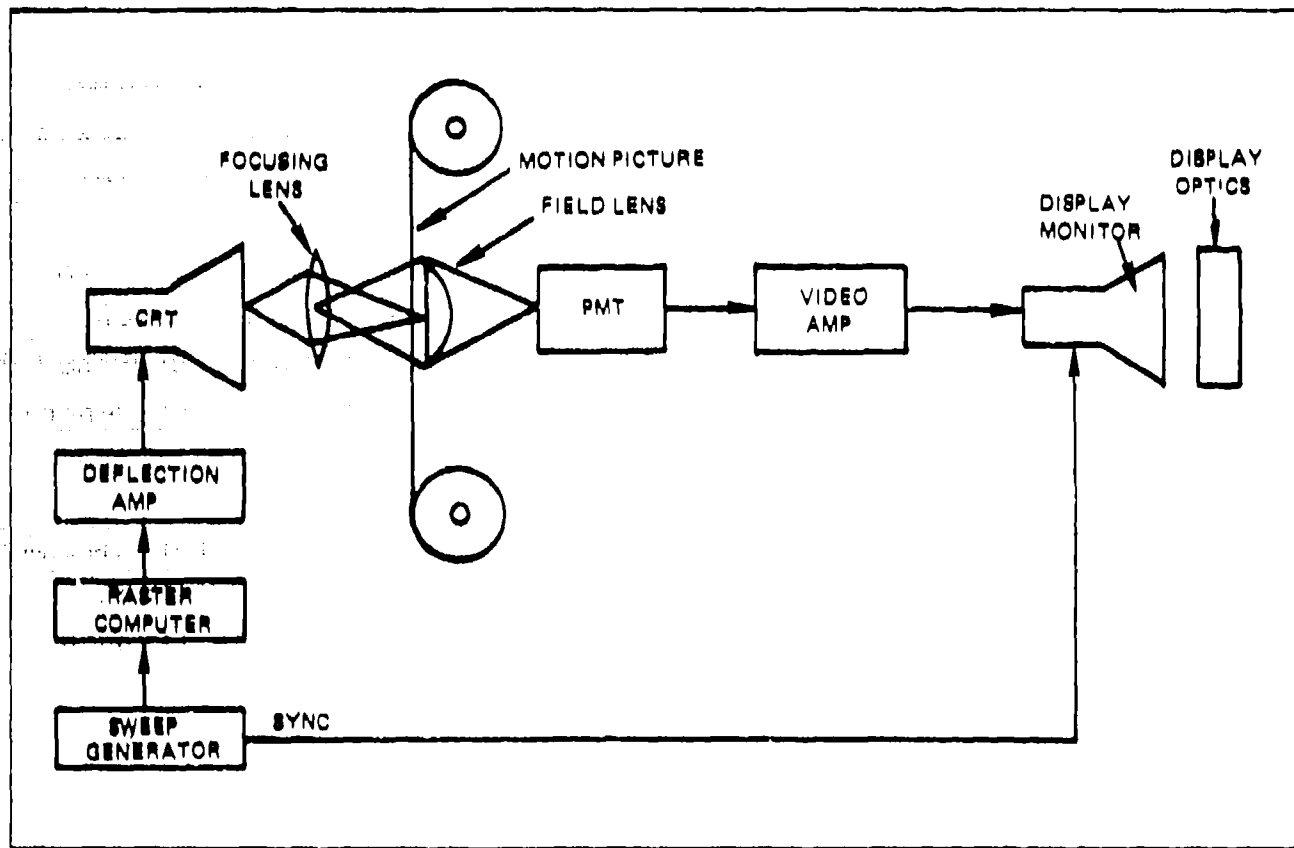 FOCUSING
LENS
MOTION PICTURE
FIELD LENS
DISPLAY
OPTICS
DISPLAY
MONITOR
CRT
PMT
VIDEO
AMP
DEFLECTION
AMP
RASTER
COMPUTER
SWEEP
GENERATOR
SYNC